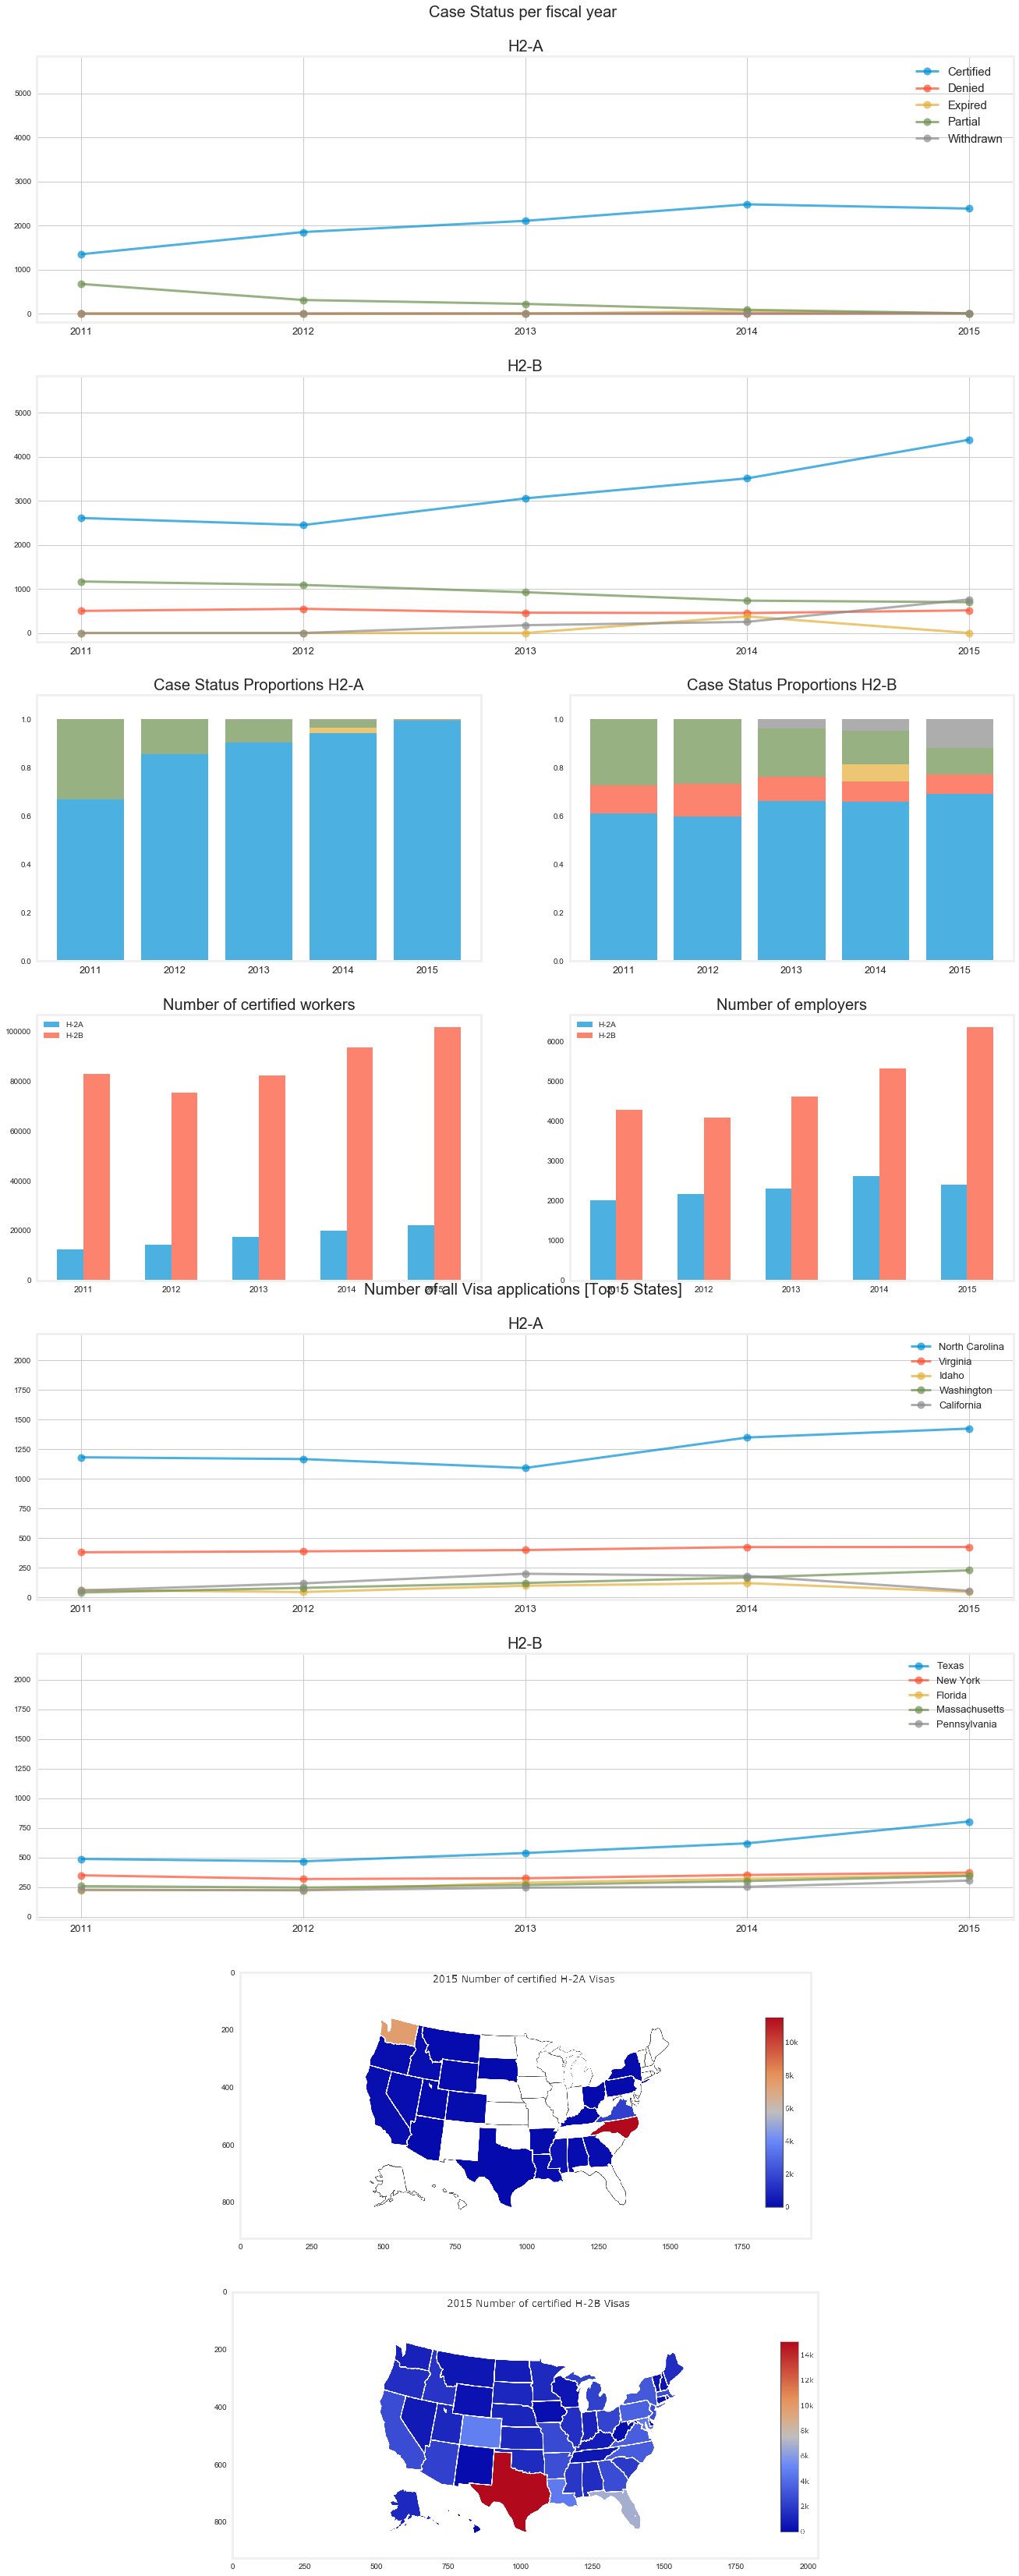 Case Status per fiscal year
H2-A
5000
4000
3000
2000
1000
0
Certified
Denied
Expired
Partial
Withdrawn
2011 2012 2013 2014 2015
H2-B
5000
4000
3000
2000
1000
0
2011 2012 2013 2014 2015
Case Status Proportions H2-A
1.0
0.8
0.6
0.4
0.2
0.0
2011 2012 2013 2014 2015
Case Status Proportions H2-B
1.0
0.8
0.6
0.4
0.2
0.0
2011 2012 2013 2014 2015
Number of certified workers
H-2A
H-2B
100000
80000
60000
40000
20000
0
2011 2012 2013 2014 2015
Number of employers
H-2A
H-2B
6000
5000
4000
3000
2000
1000
0
2011 2012 2013 2014 2015
Number of all Visa applications [Top 5 States]
H2-A
2000
1750
1500
1250
1000
750
500
250
0
North Carolina
Virginia
Idaho
Washington
California
2011 2012 2013 2014 2015
H2-B
2000
1750
1500
1250
1000
750
500
250
0
Texas
New York
Florida
Massachusetts
Pennsylvania
2011 2012 2013 2014 2015
2015 Number of certified H-2A Visas
0
200
400
600
800
10k
8k
6k
4k
2k
0
0 250 500 750 1000 1250 1500 1750
2015 Number of certified H-2B Visas
0
200
400
600
800
14k
12k
10k
8k
6k
4k
2k
0
0 250 500 750 1000 1250 1500 1750 2000